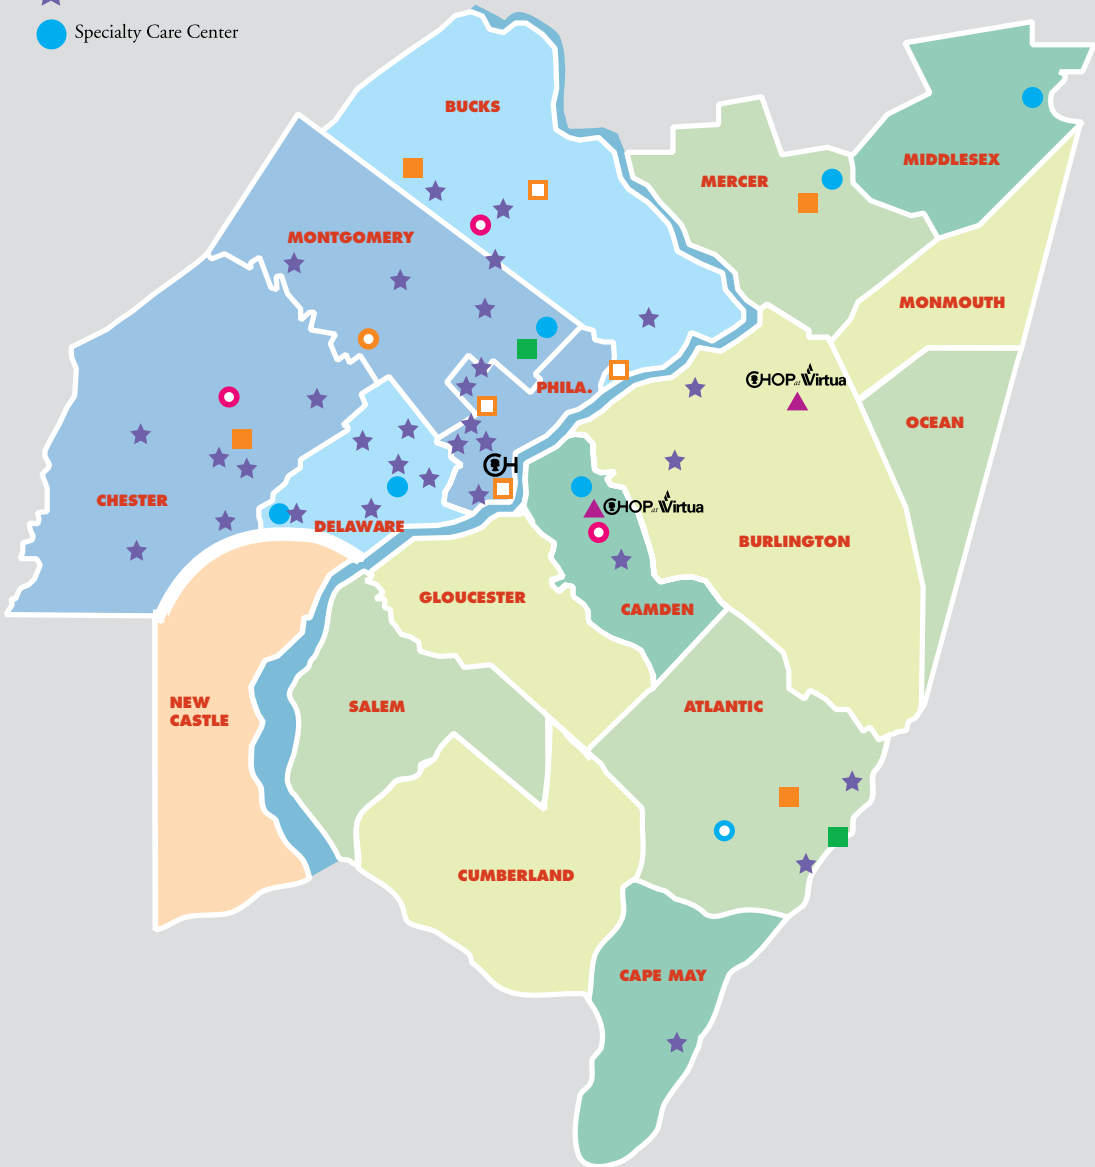 Specialty Care Center
BUCKS
MIDDLESEX
MERCER
MONTGOMERY
MONMOUTH
CHOP at Virtua
PHILA.
OCEAN
CH
CHESTER
CHOP at Virtua
DELAWARE
BURLINGTON
GLOUCESTER
CAMDEN
NEW
CASTLE
SALEM
ATLANTIC
CUMBERLAND
CAPE MAY